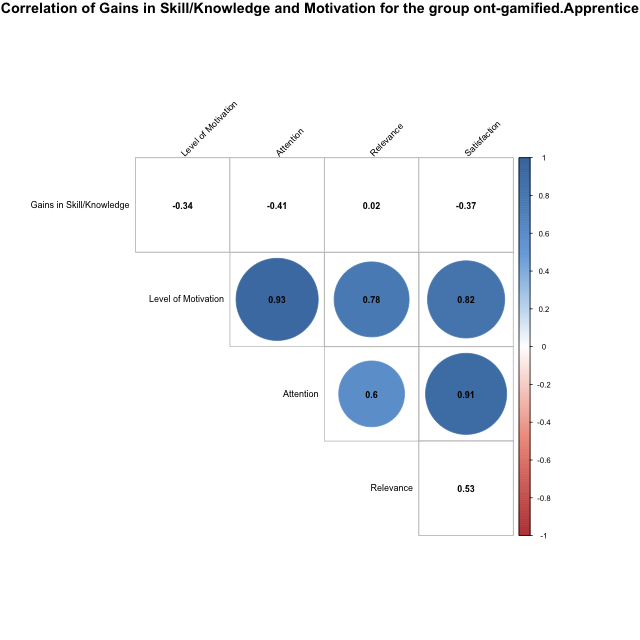 Correlation of Gains in Skill/Knowledge and Motivation for the group ont-gamified.Apprentice
Level of Motivation
Attention
Relevance
Satisfaction
Gains in Skill/Knowledge -0.34 -0.41 0.02 -0.37
Level of Motivation 0.93 0.78 0.82
Attention 0.6 0.91
Relevance 0.53
1
0.8
0.6
0.4
0.2
0
-0.2
-0.4
-0.6
-0.8
-1